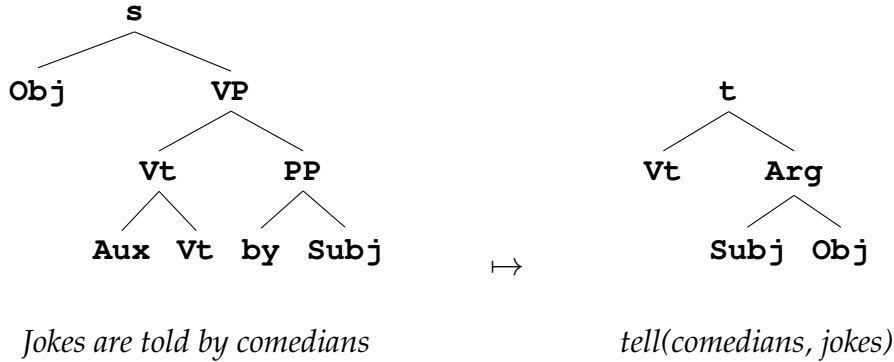 s
Obj VP t
Vt PP Vt Arg
Aux Vt by Subj Subj Obj
↦
Jokes are told by comedians tell(comedians, jokes)